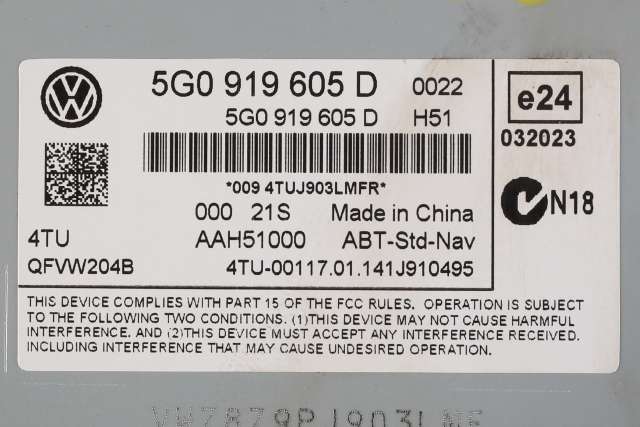 5G0 919 605 D 0022
5G0 919 605 D H51
e24
032023
*009 4TUJ903LMFR*
N18
000 21S Made in China
4TU AAH51000 ABT-Std-Nav
QFVW204B 4TU-00117.01.141J910495
THIS DEVICE COMPLIES WITH PART 15 OF THE FCC RULES. OPERATION IS SUBJECT
TO THE FOLLOWING TWO CONDITIONS. (1)THIS DEVICE MAY NOT CAUSE HARMFUL
INTERFERENCE. AND (2)THIS DEVICE MUST ACCEPT ANY INTERFERENCE RECEIVED.
INCLUDING INTERFERENCE THAT MAY CAUSE UNDESIRED OPERATION.